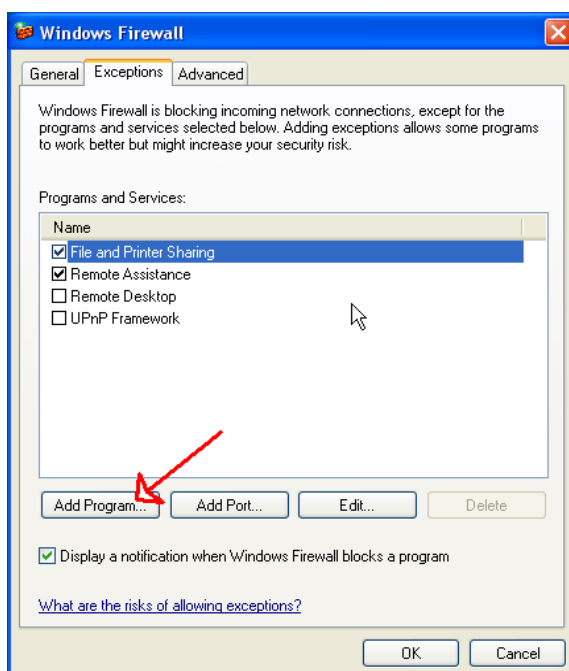 Windows Firewall
General Exceptions Advanced
Windows Firewall is blocking incoming network connections, except for the
programs and services selected below. Adding exceptions allows some programs
to work better but might increase your security risk.
Programs and Services:
Name
File and Printer Sharing
Remote Assistance
Remote Desktop
UPnP Framework
Add Program... Add Port... Edit... Delete
Display a notification when Windows Firewall blocks a program
What are the risks of allowing exceptions?
OK Cancel